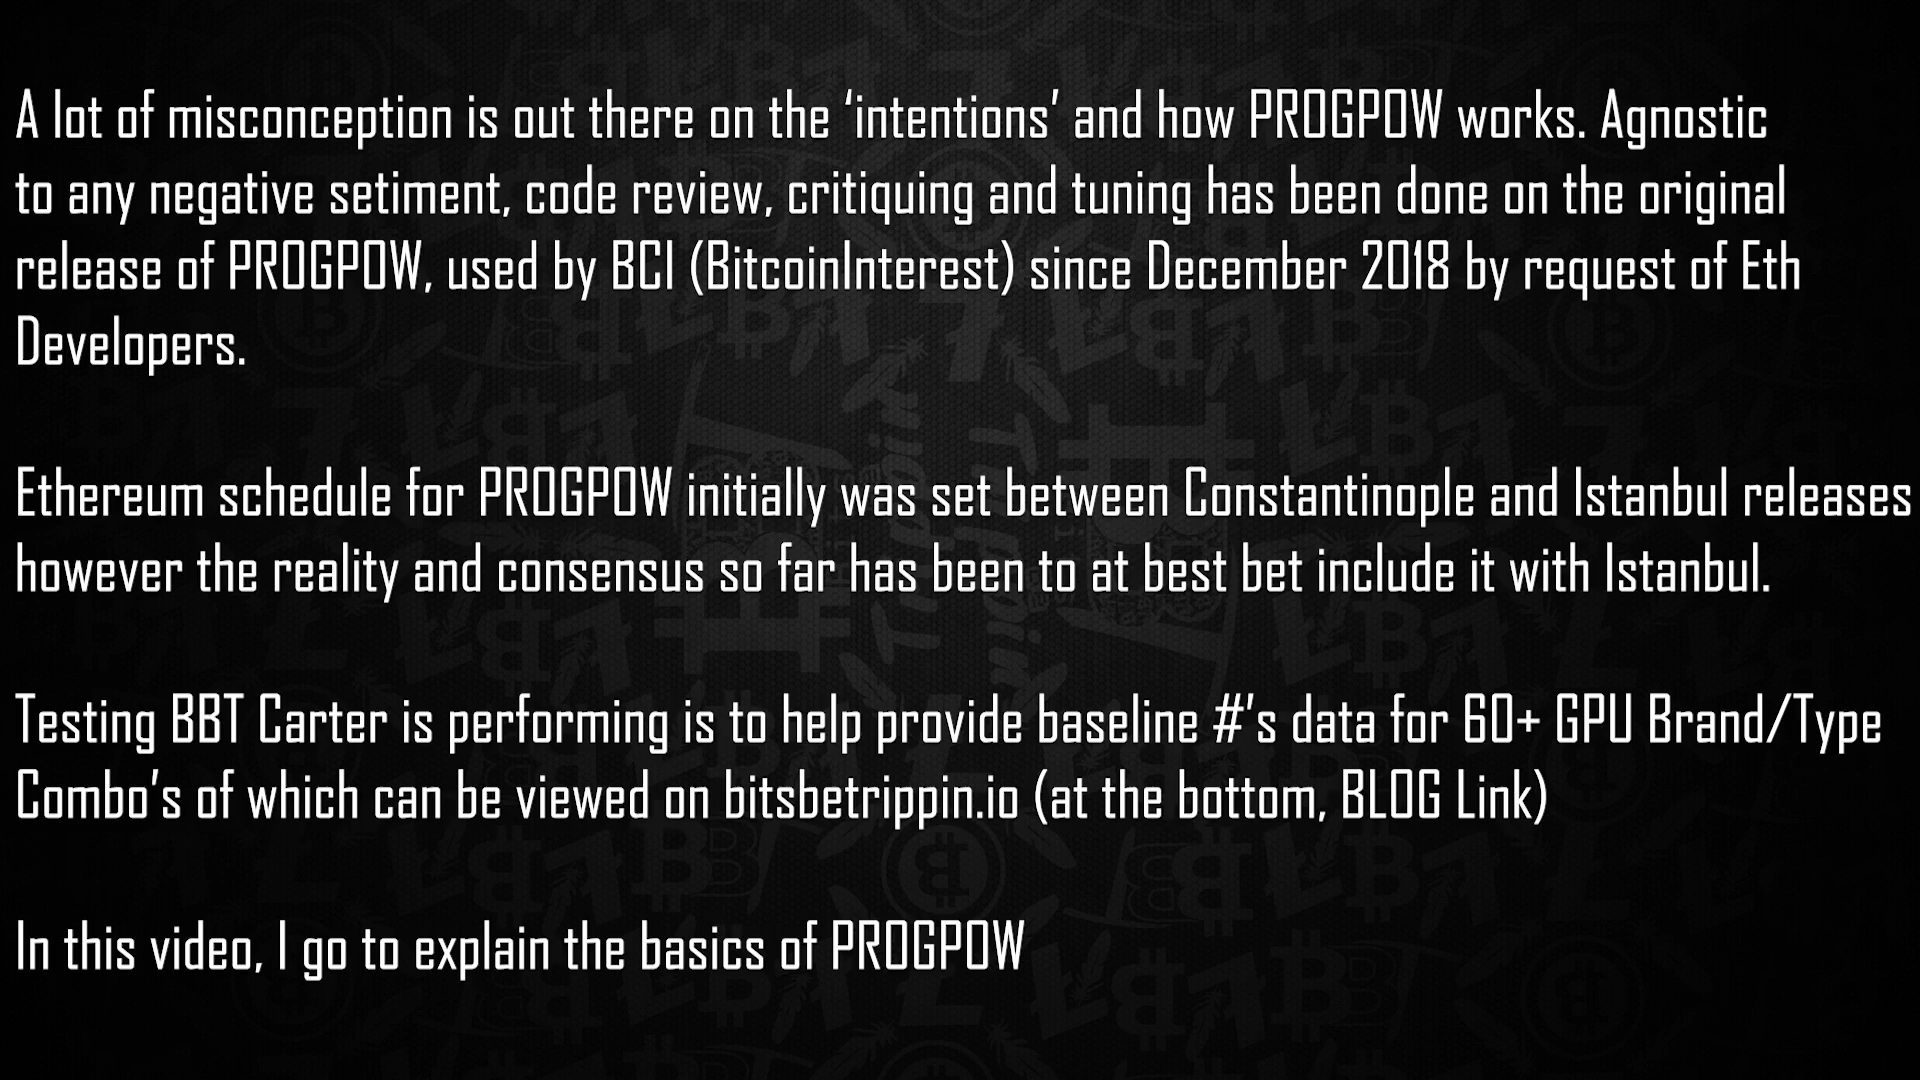 A lot of misconception is out there on the ‘intentions’ and how PROGPOW works. Agnostic
to any negative setiment, code review, critiquing and tuning has been done on the original
release of PROGPOW, used by BCI (BitcoinInterest) since December 2018 by request of Eth
Developers.
Ethereum schedule for PROGPOW initially was set between Constantinople and Istanbul releases
however the reality and consensus so far has been to at best bet include it with Istanbul.
Testing BBT Carter is performing is to help provide baseline #’s data for 60+ GPU Brand/Type
Combo’s of which can be viewed on bitsbetrippin.io (at the bottom, BLOG Link)
In this video, I go to explain the basics of PROGPOW